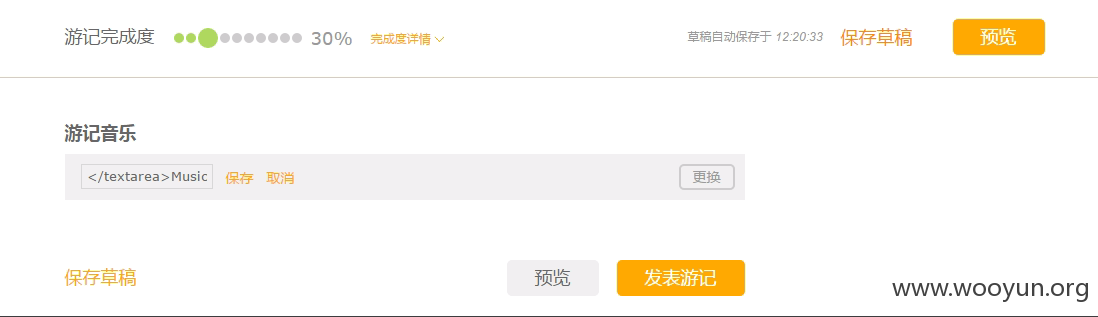 游记完成度 30% 完成度详情 草稿自动保存于 12:20:33 保存草稿 预览
游记音乐
</textarea>Music 保存 取消 更换
保存草稿 预览 发表游记
www.wooyun.org